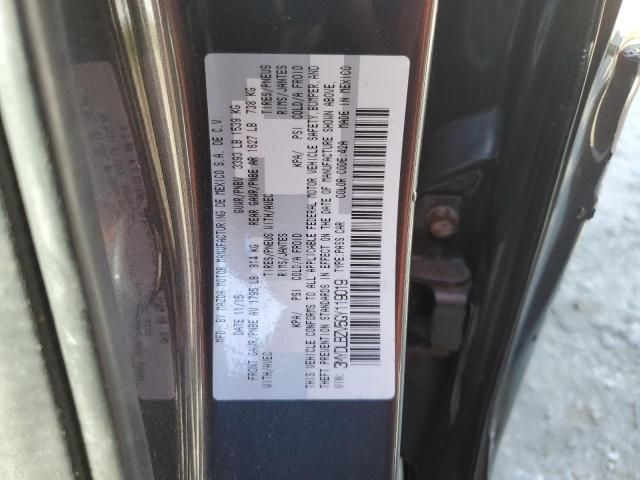 MFD. BY MAZDA MOTOR MANUFACTURING DE MEXICO S.A. DE C.V.
DATE: 11/15 GVWR/PNBV 3393 LB 1539 KG
FRONT GAWR/PNBE AV 1795 LB 814 KG REAR GAWR/PNBE AR 1627 LB 738 KG
WITH/AVEC TIRES/PNEUS WITH/AVEC TIRES/PNEUS
RIMS/JANTES RIMS/JANTES
KPA/ PSI COLD/A FROID KPA/ PSI COLD/A FROID
THIS VEHICLE CONFORMS TO ALL APPLICABLE FEDERAL MOTOR VEHICLE SAFETY, BUMPER, AND
THEFT PREVENTION STANDARDS IN EFFECT ON THE DATE OF MANUFACTURE SHOWN ABOVE.
VIN: 3MYDLBZV5GY119019 TYPE: PASS CAR COLOR CODE: 42A MADE IN MEXICO